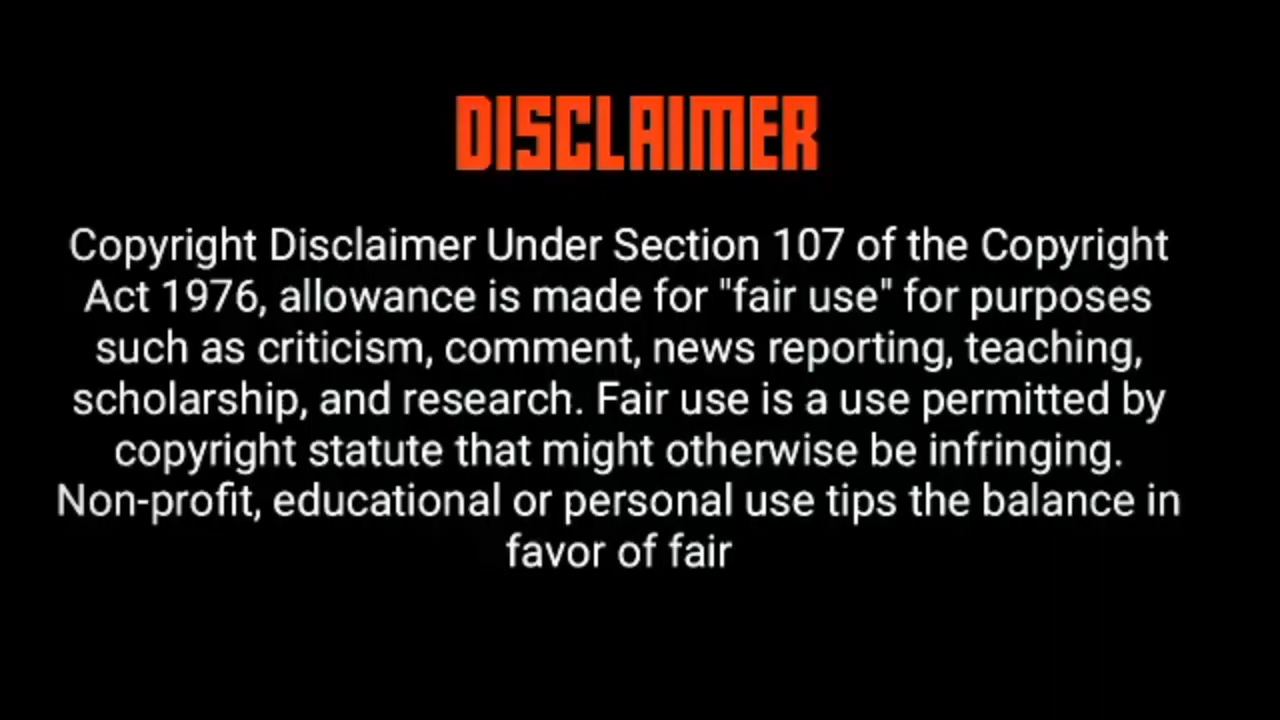 DISCLAIMER
Copyright Disclaimer Under Section 107 of the Copyright
Act 1976, allowance is made for "fair use" for purposes
such as criticism, comment, news reporting, teaching,
scholarship, and research. Fair use is a use permitted by
copyright statute that might otherwise be infringing.
Non-profit, educational or personal use tips the balance in
favor of fair